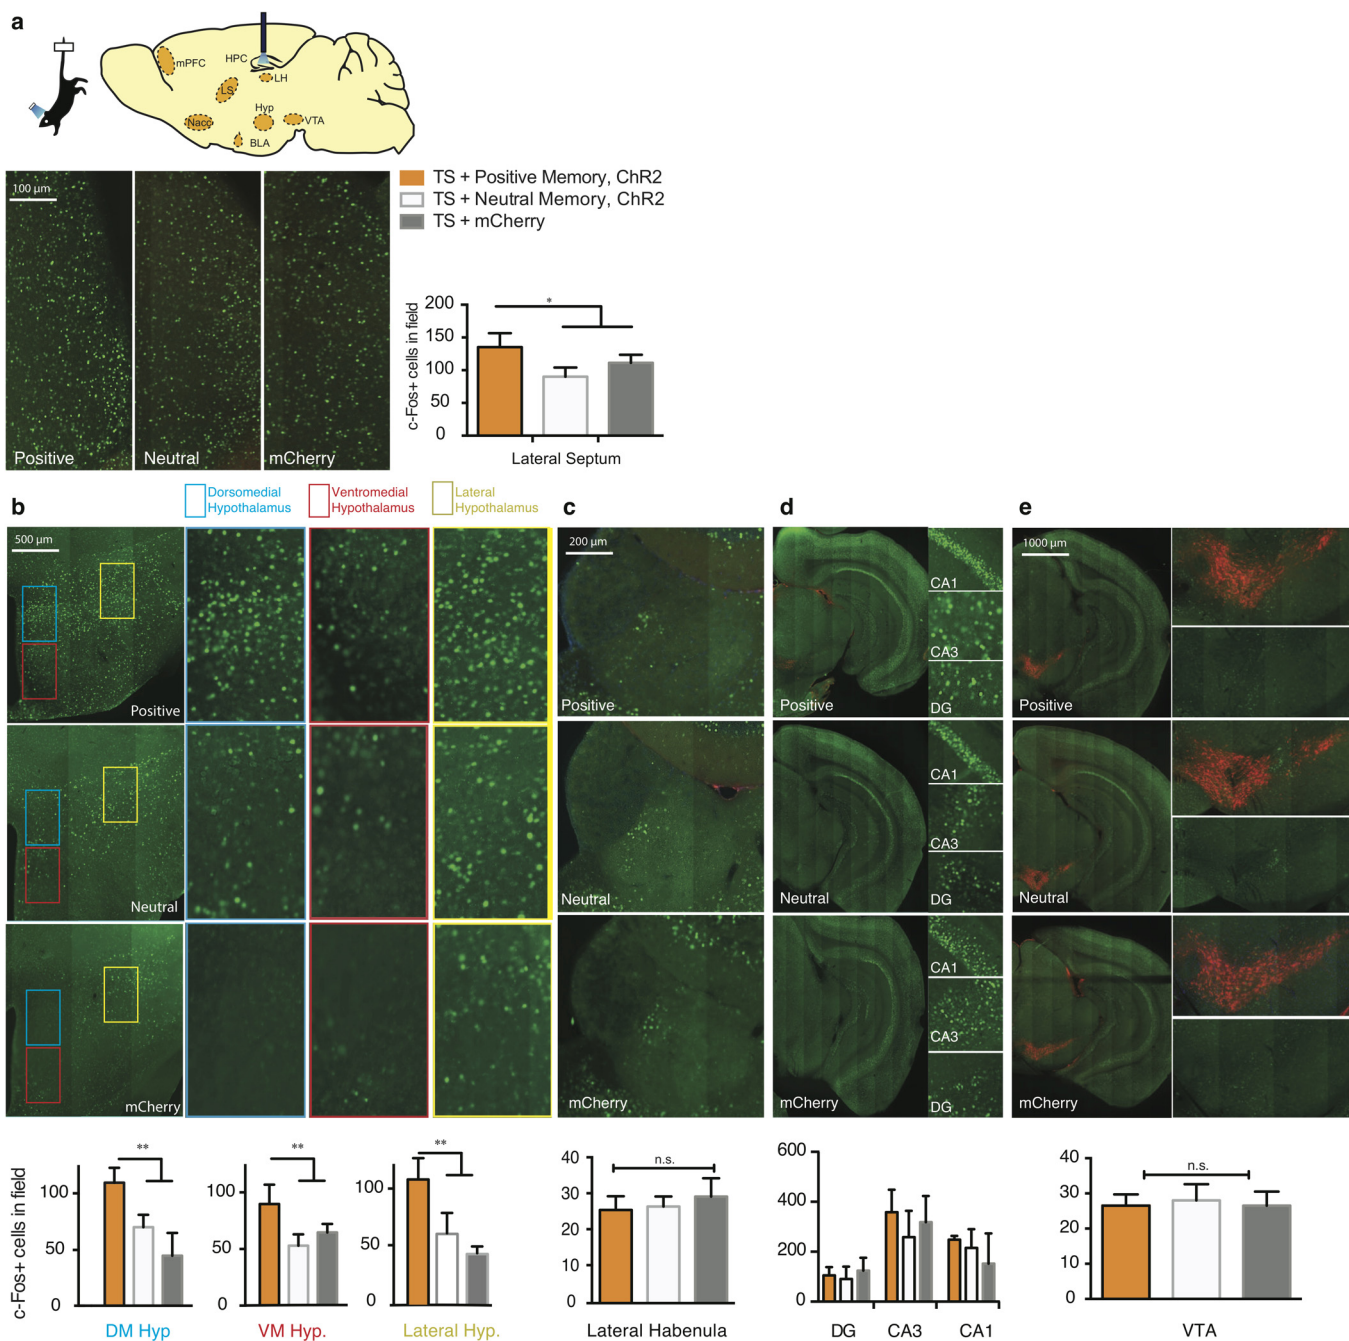 a
mPFC
HPC
LH
LS
Hyp
Nacc
VTA
BLA
100 µm
Positive
Neutral
mCherry
TS + Positive Memory, ChR2
TS + Neutral Memory, ChR2
TS + mCherry
c-Fos+ cells in field
200
150
100
50
0
*
Lateral Septum
b
Dorsomedial
Hypothalamus
Ventromedial
Hypothalamus
Lateral
Hypothalamus
500 µm
Positive
Neutral
mCherry
c-Fos+ cells in field
100
50
0
**
DM Hyp
100
50
0
**
VM Hyp.
100
50
0
**
Lateral Hyp.
c
200 µm
Positive
Neutral
mCherry
40
30
20
10
0
n.s.
Lateral Habenula
d
Positive
CA1
CA3
DG
Neutral
CA1
CA3
DG
mCherry
CA1
CA3
DG
600
400
200
0
DG
CA3
CA1
e
1000 µm
Positive
Neutral
mCherry
40
30
20
10
0
n.s.
VTA